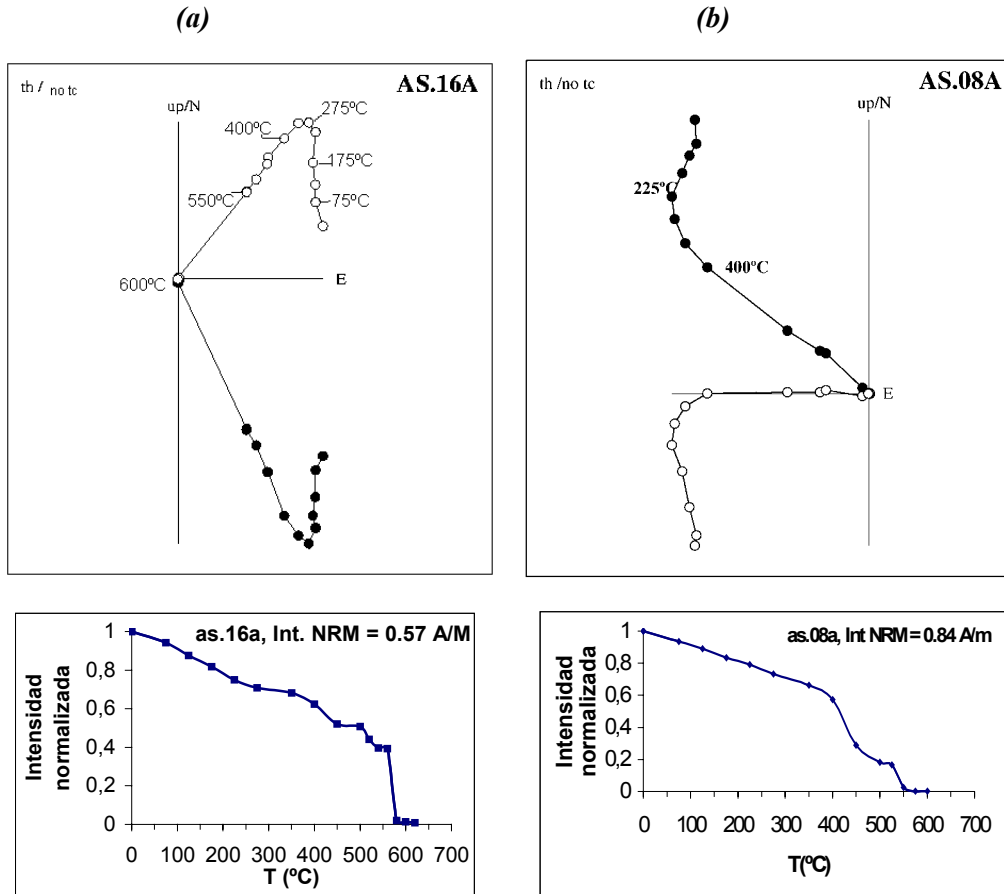 (a)
(b)
th / no tc
AS.16A
up/N
275ºC
400ºC
175ºC
550ºC
75ºC
600ºC
E
th /no tc
AS.08A
up/N
225ºC
400ºC
E
as.16a, Int. NRM = 0.57 A/M
Intensidad
normalizada
1
0,8
0,6
0,4
0,2
0
0 100 200 300 400 500 600 700
T (ºC)
as.08a, Int NRM = 0.84 A/m
Intensidad
normalizada
1
0,8
0,6
0,4
0,2
0
0 100 200 300 400 500 600 700
T(ºC)